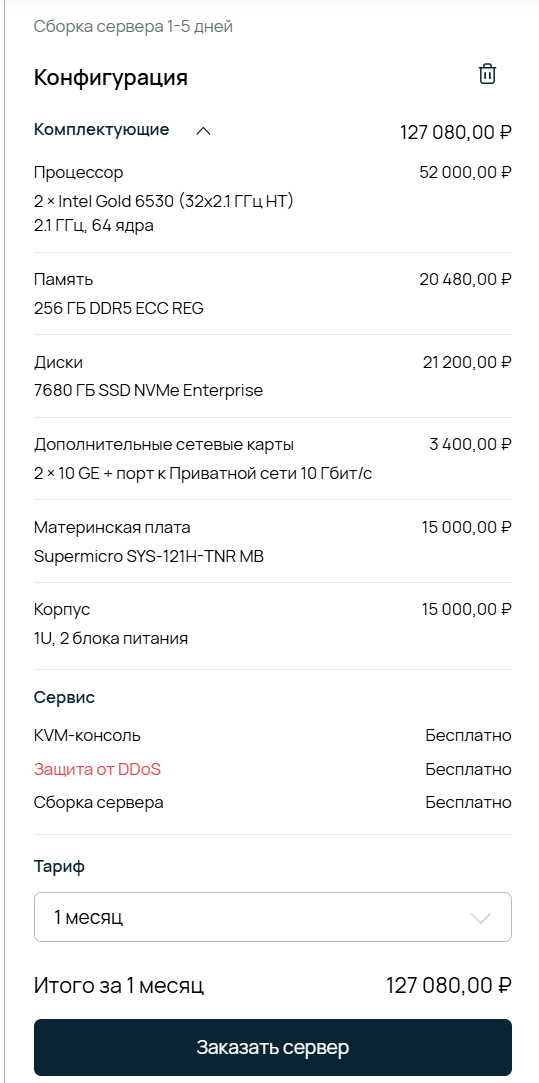 Сборка сервера 1-5 дней
Конфигурация
Комплектующие 127 080,00 ₽
Процессор 52 000,00 ₽
2 × Intel Gold 6530 (32x2.1 ГГц HT)
2.1 ГГц, 64 ядра
Память 20 480,00 ₽
256 ГБ DDR5 ECC REG
Диски 21 200,00 ₽
7680 ГБ SSD NVMe Enterprise
Дополнительные сетевые карты 3 400,00 ₽
2 × 10 GE + порт к Приватной сети 10 Гбит/с
Материнская плата 15 000,00 ₽
Supermicro SYS-121H-TNR MB
Корпус 15 000,00 ₽
1U, 2 блока питания
Сервис
KVM-консоль Бесплатно
Защита от DDoS Бесплатно
Сборка сервера Бесплатно
Тариф
1 месяц
Итого за 1 месяц 127 080,00 ₽
Заказать сервер